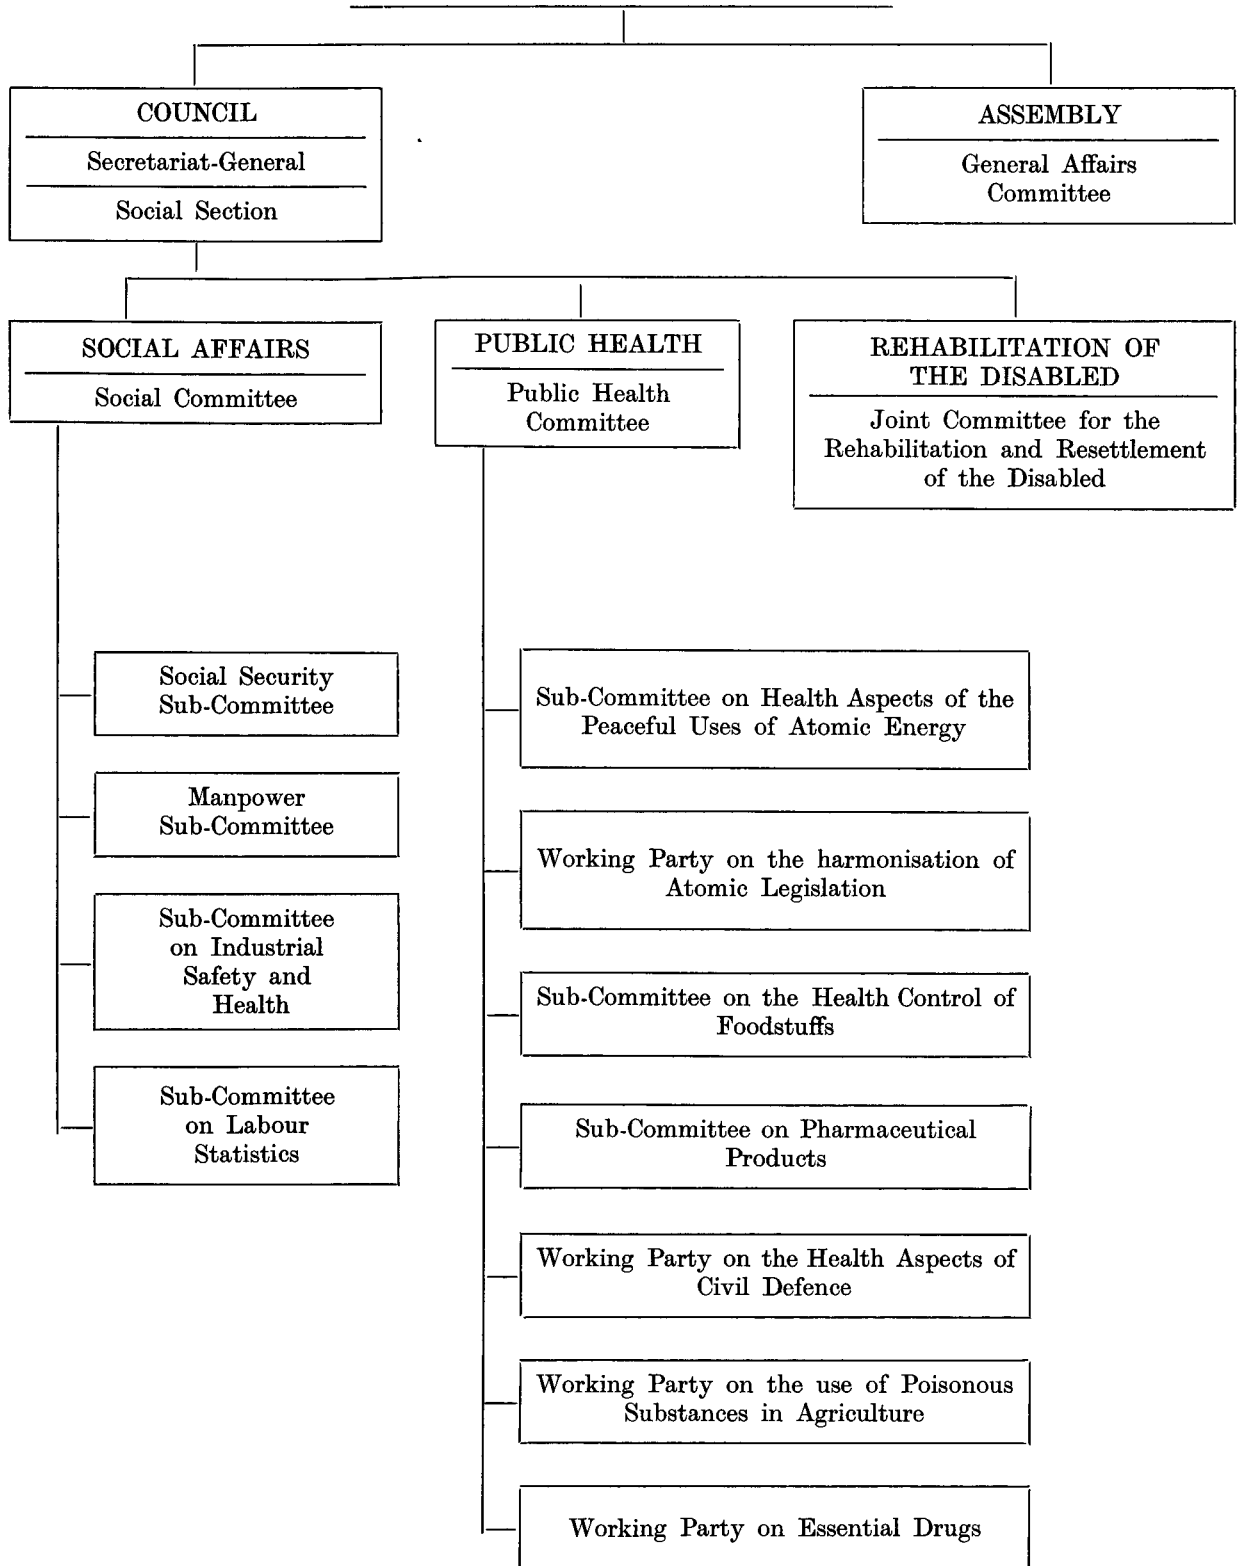 COUNCIL
Secretariat-General
Social Section
ASSEMBLY
General Affairs
Committee
SOCIAL AFFAIRS
Social Committee
PUBLIC HEALTH
Public Health
Committee
REHABILITATION OF
THE DISABLED
Joint Committee for the
Rehabilitation and Resettlement
of the Disabled
Social Security
Sub-Committee
Manpower
Sub-Committee
Sub-Committee
on Industrial
Safety and
Health
Sub-Committee
on Labour
Statistics
Sub-Committee on Health Aspects of the
Peaceful Uses of Atomic Energy
Working Party on the harmonisation of
Atomic Legislation
Sub-Committee on the Health Control of
Foodstuffs
Sub-Committee on Pharmaceutical
Products
Working Party on the Health Aspects of
Civil Defence
Working Party on the use of Poisonous
Substances in Agriculture
Working Party on Essential Drugs